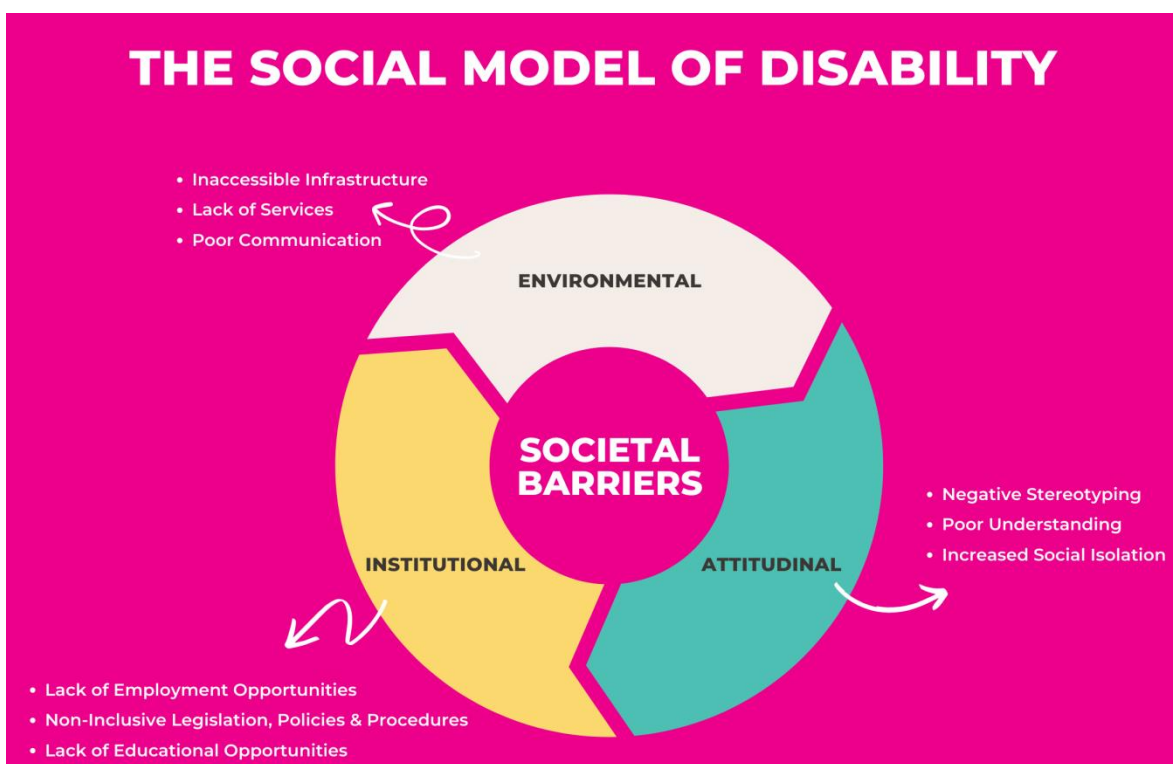 THE SOCIAL MODEL OF DISABILITY
• Inaccessible Infrastructure
• Lack of Services
• Poor Communication
ENVIRONMENTAL
SOCIETAL
BARRIERS
• Negative Stereotyping
• Poor Understanding
• Increased Social Isolation
ATTITUDINAL
INSTITUTIONAL
• Lack of Employment Opportunities
• Non-Inclusive Legislation, Policies & Procedures
• Lack of Educational Opportunities